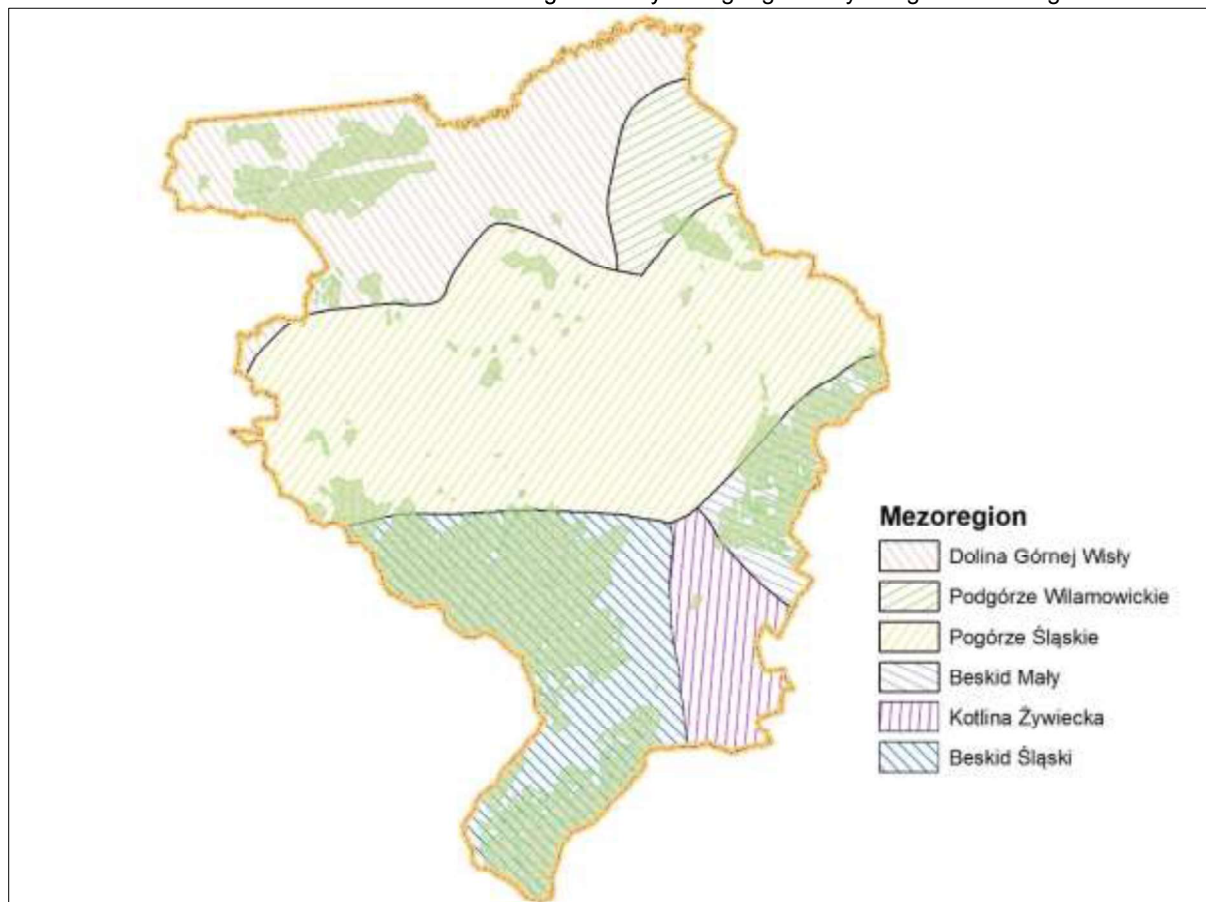 Mezoregion
Dolina Górnej Wisły
Podgórze Wilamowickie
Pogórze Śląskie
Beskid Mały
Kotlina Żywiecka
Beskid Śląski